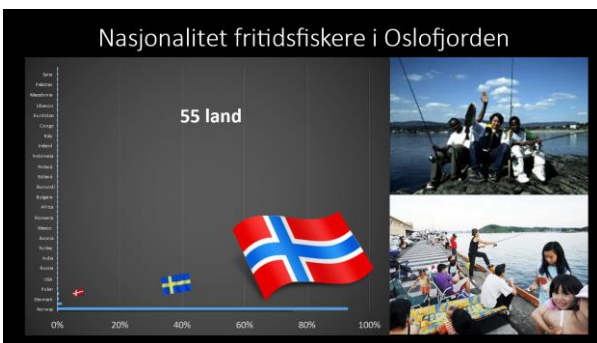 Nasjonalitet fritidsfiskere i Oslofjorden
55 land
Serbia
Pakistan
Macedonia
Libanon
Kurdistan
Congo
Italy
Ireland
Indonesia
Finland
Estland
Burundi
Bulgaria
Africa
Romania
Mexico
Bosnia
Turkey
India
Russia
USA
Polen
Denmark
Norway
0%
20%
40%
60%
80%
100%